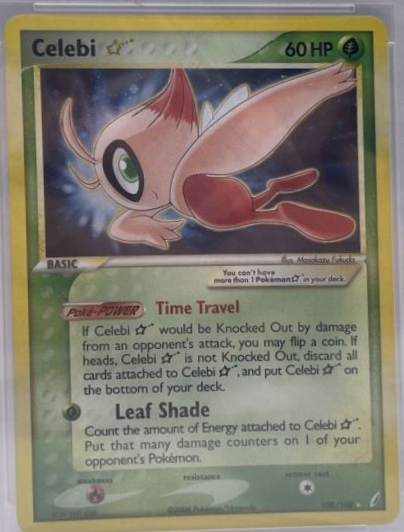 Celebi ☆ 60 HP
BASIC
Illus. Masakazu Fukuda
You can't have
more than 1 Pokémon ☆ in your deck.
Poké-POWER Time Travel
If Celebi ☆ would be Knocked Out by damage
from an opponent's attack, you may flip a coin. If
heads, Celebi ☆ is not Knocked Out, discard all
cards attached to Celebi ☆, and put Celebi ☆ on
the bottom of your deck.
Leaf Shade
Count the amount of Energy attached to Celebi ☆.
Put that many damage counters on 1 of your
opponent's Pokémon.
weakness resistance retreat cost
©2006 Pokémon/Nintendo 100/100